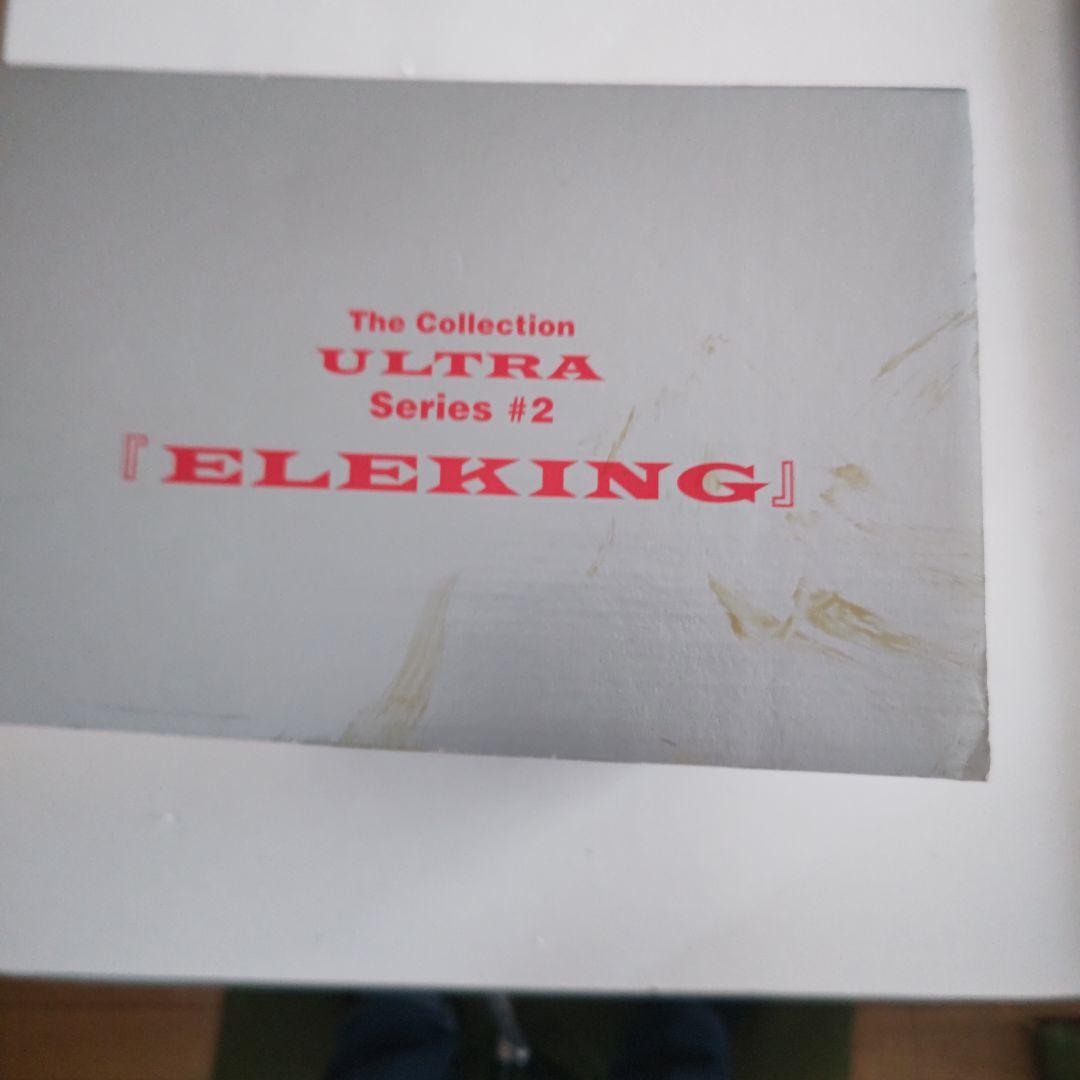 The Collection
ULTRA
Series #2
『ELEKING』